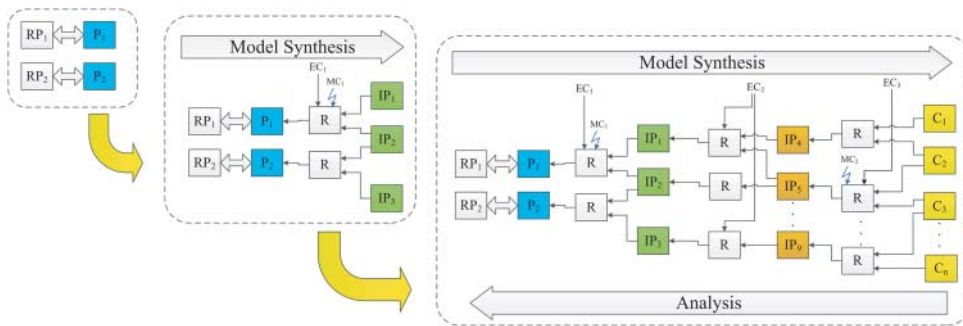 RP₁ P₁
RP₂ P₂
Model Synthesis
EC₁
MC₁
IP₁
RP₁ P₁ R
IP₂
RP₂ P₂ R
IP₃
Model Synthesis
EC₁ EC₂ EC₃
MC₁
IP₁ R IP₄ R C₁
RP₁ P₁ R
MC₂
C₂
IP₂ R IP₅ R
RP₂ P₂ R
C₃
IP₃ R IP₉ R
Cₙ
Analysis